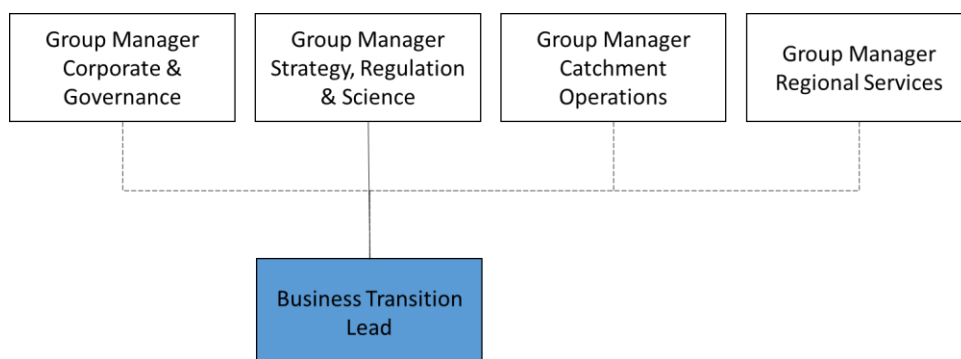 Group Manager
Corporate &
Governance
Group Manager
Strategy, Regulation
& Science
Group Manager
Catchment
Operations
Group Manager
Regional Services
Business Transition
Lead